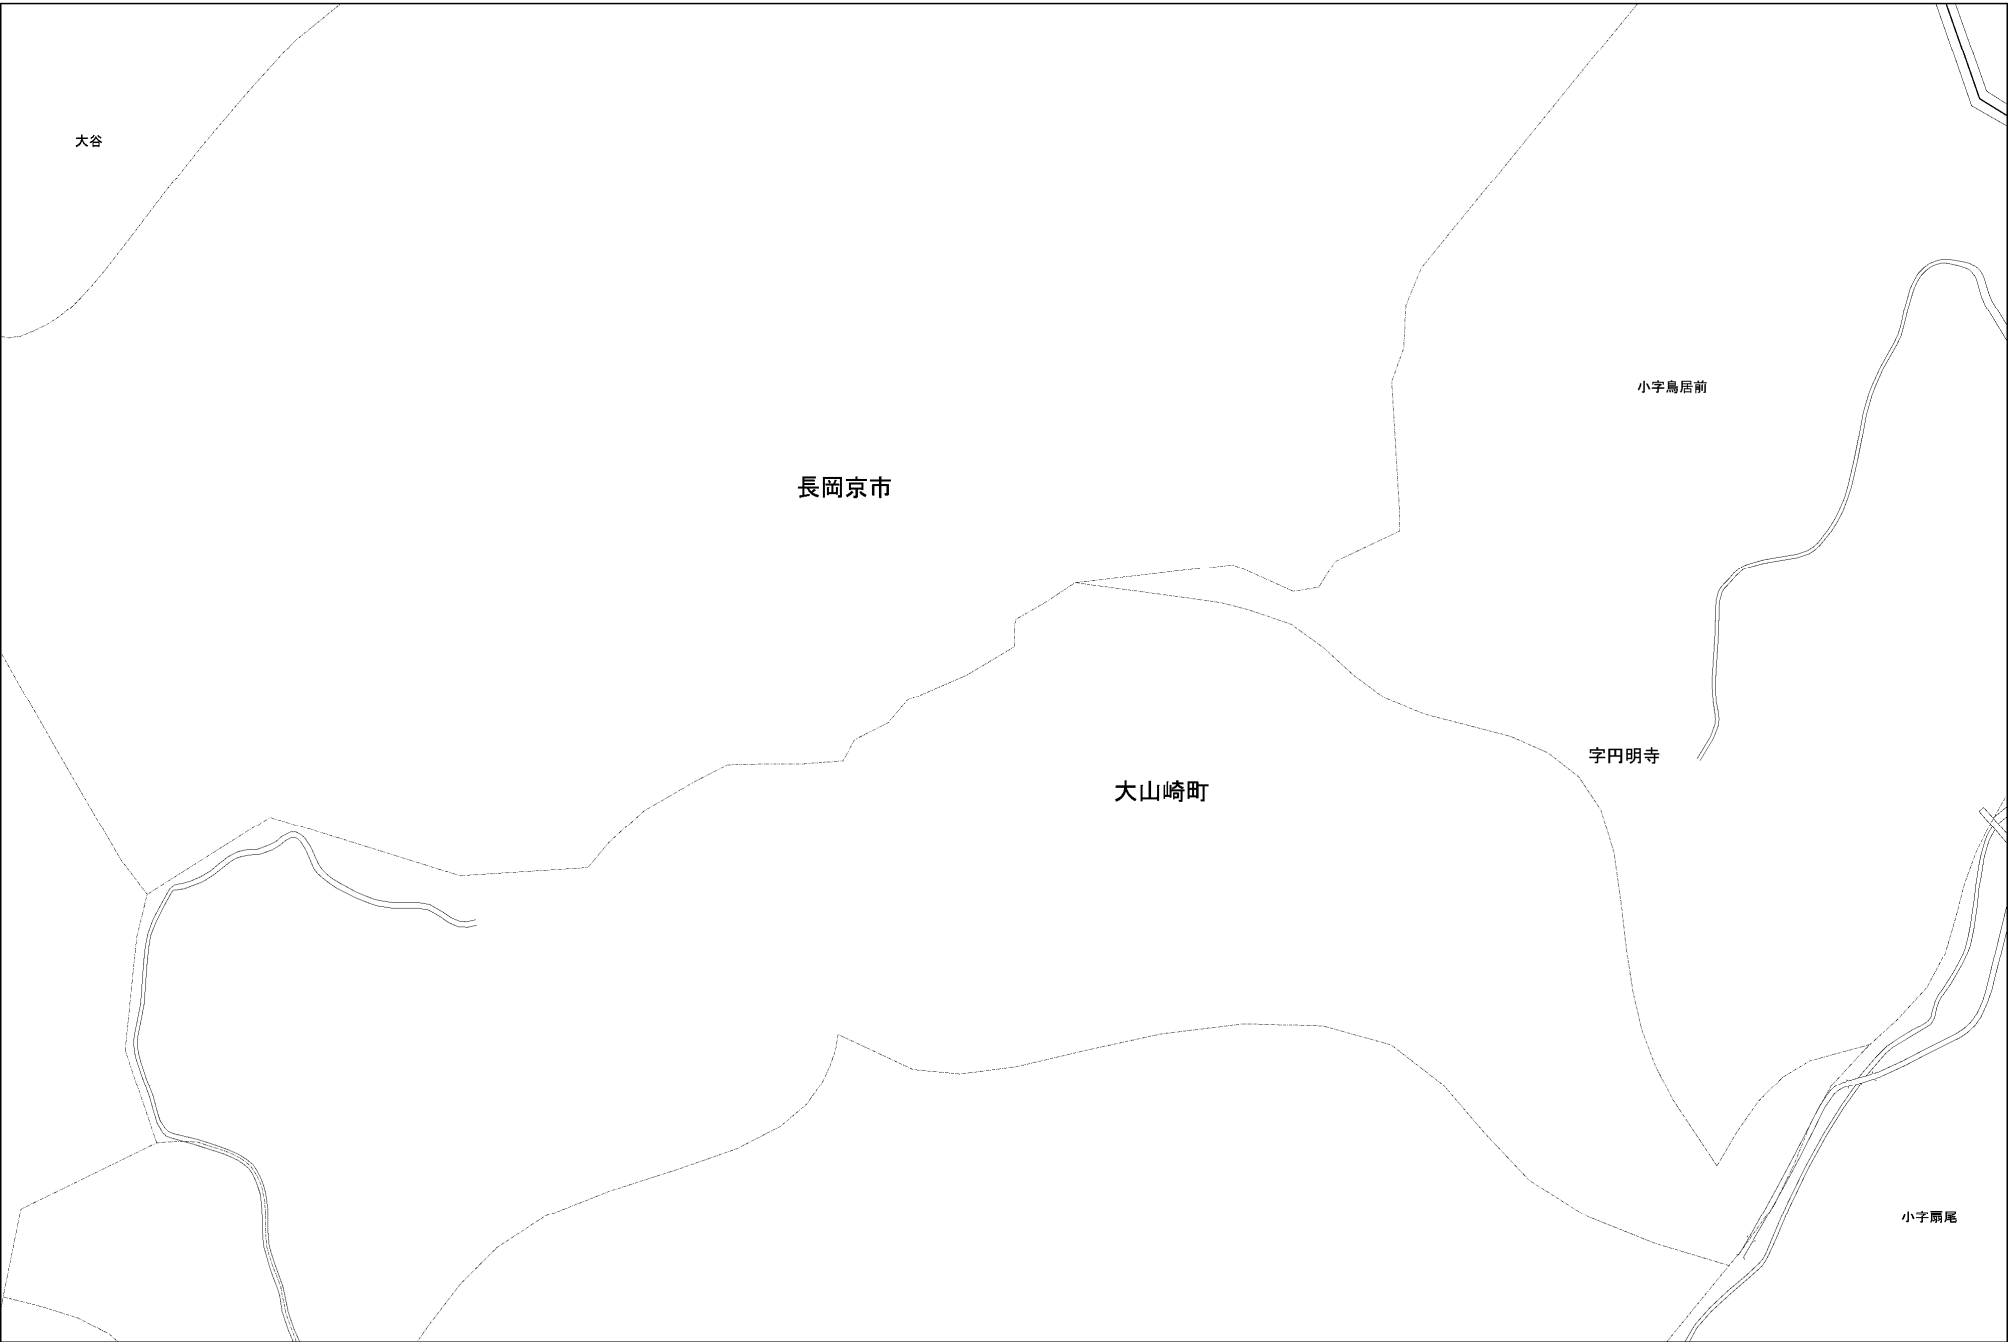 大谷
小字鳥居前
長岡京市
字円明寺
大山崎町
小字扇尾